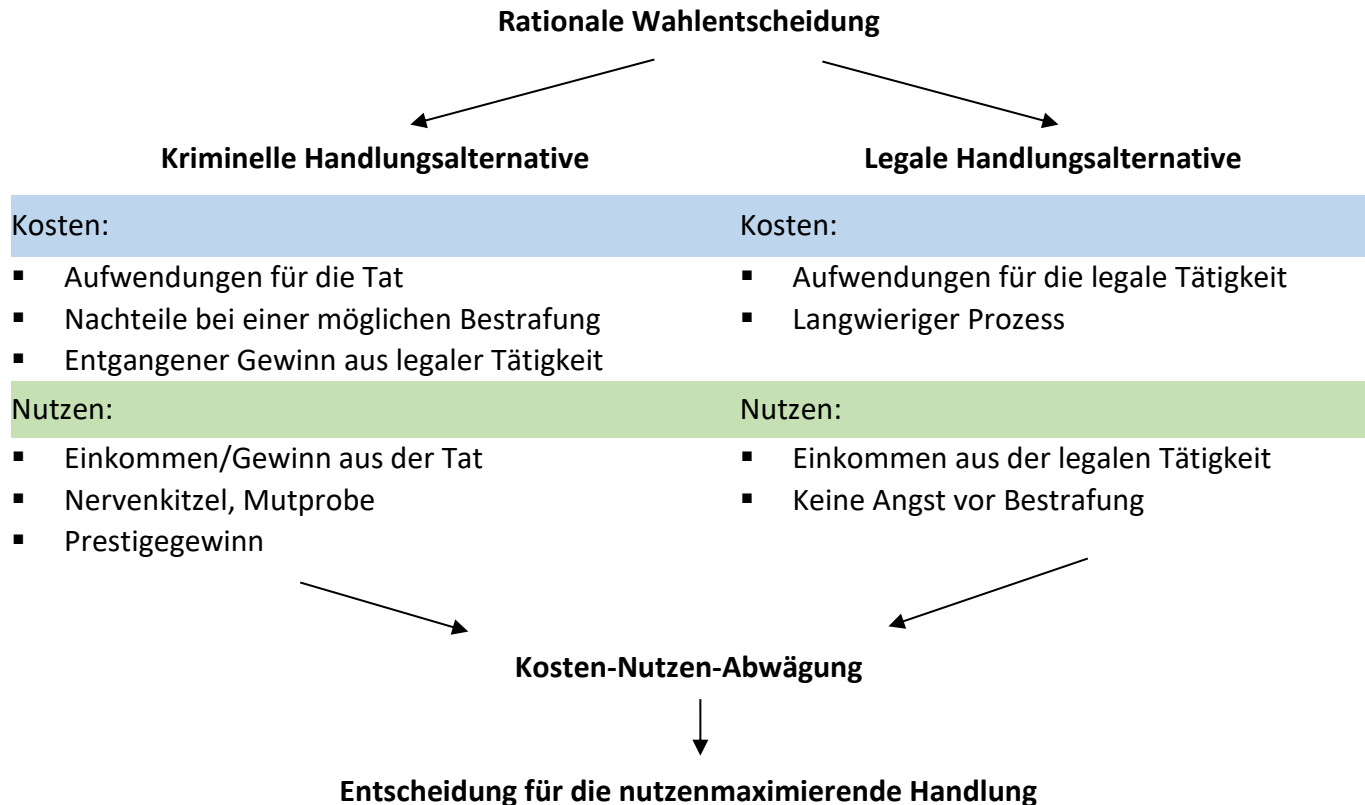 Rationale Wahlentscheidung
Kriminelle Handlungsalternative
Legale Handlungsalternative
Kosten:
Kosten:
▪ Aufwendungen für die Tat
▪ Nachteile bei einer möglichen Bestrafung
▪ Entgangener Gewinn aus legaler Tätigkeit
▪ Aufwendungen für die legale Tätigkeit
▪ Langwieriger Prozess
Nutzen:
Nutzen:
▪ Einkommen/Gewinn aus der Tat
▪ Nervenkitzel, Mutprobe
▪ Prestigegewinn
▪ Einkommen aus der legalen Tätigkeit
▪ Keine Angst vor Bestrafung
Kosten-Nutzen-Abwägung
Entscheidung für die nutzenmaximierende Handlung